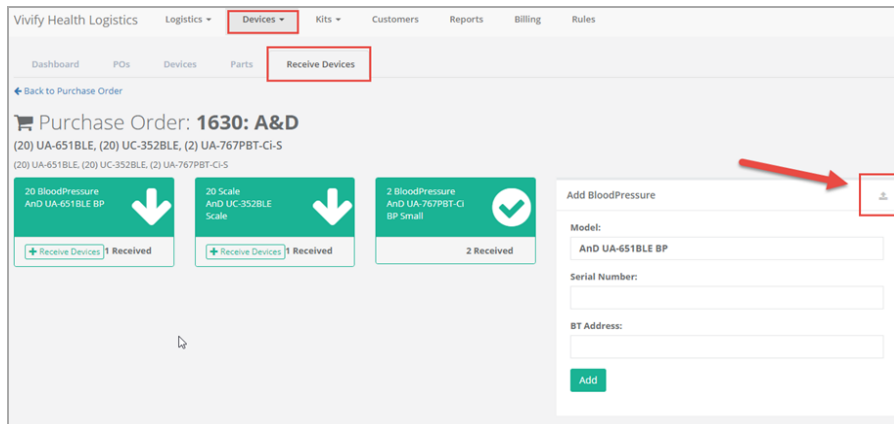 Vivify Health Logistics Logistics Devices Kits Customers Reports Billing Rules
Dashboard POs Devices Parts Receive Devices
Back to Purchase Order
Purchase Order: 1630: A&D
(20) UA-651BLE, (20) UC-352BLE, (2) UA-767PBT-Ci-S
(20) UA-651BLE, (20) UC-352BLE, (2) UA-767PBT-Ci-S
20 BloodPressure
AnD UA-651BLE BP
+ Receive Devices 1 Received
20 Scale
AnD UC-352BLE
Scale
+ Receive Devices 1 Received
2 BloodPressure
AnD UA-767PBT-Ci
BP Small
2 Received
Add BloodPressure
Model:
AnD UA-651BLE BP
Serial Number:
BT Address:
Add